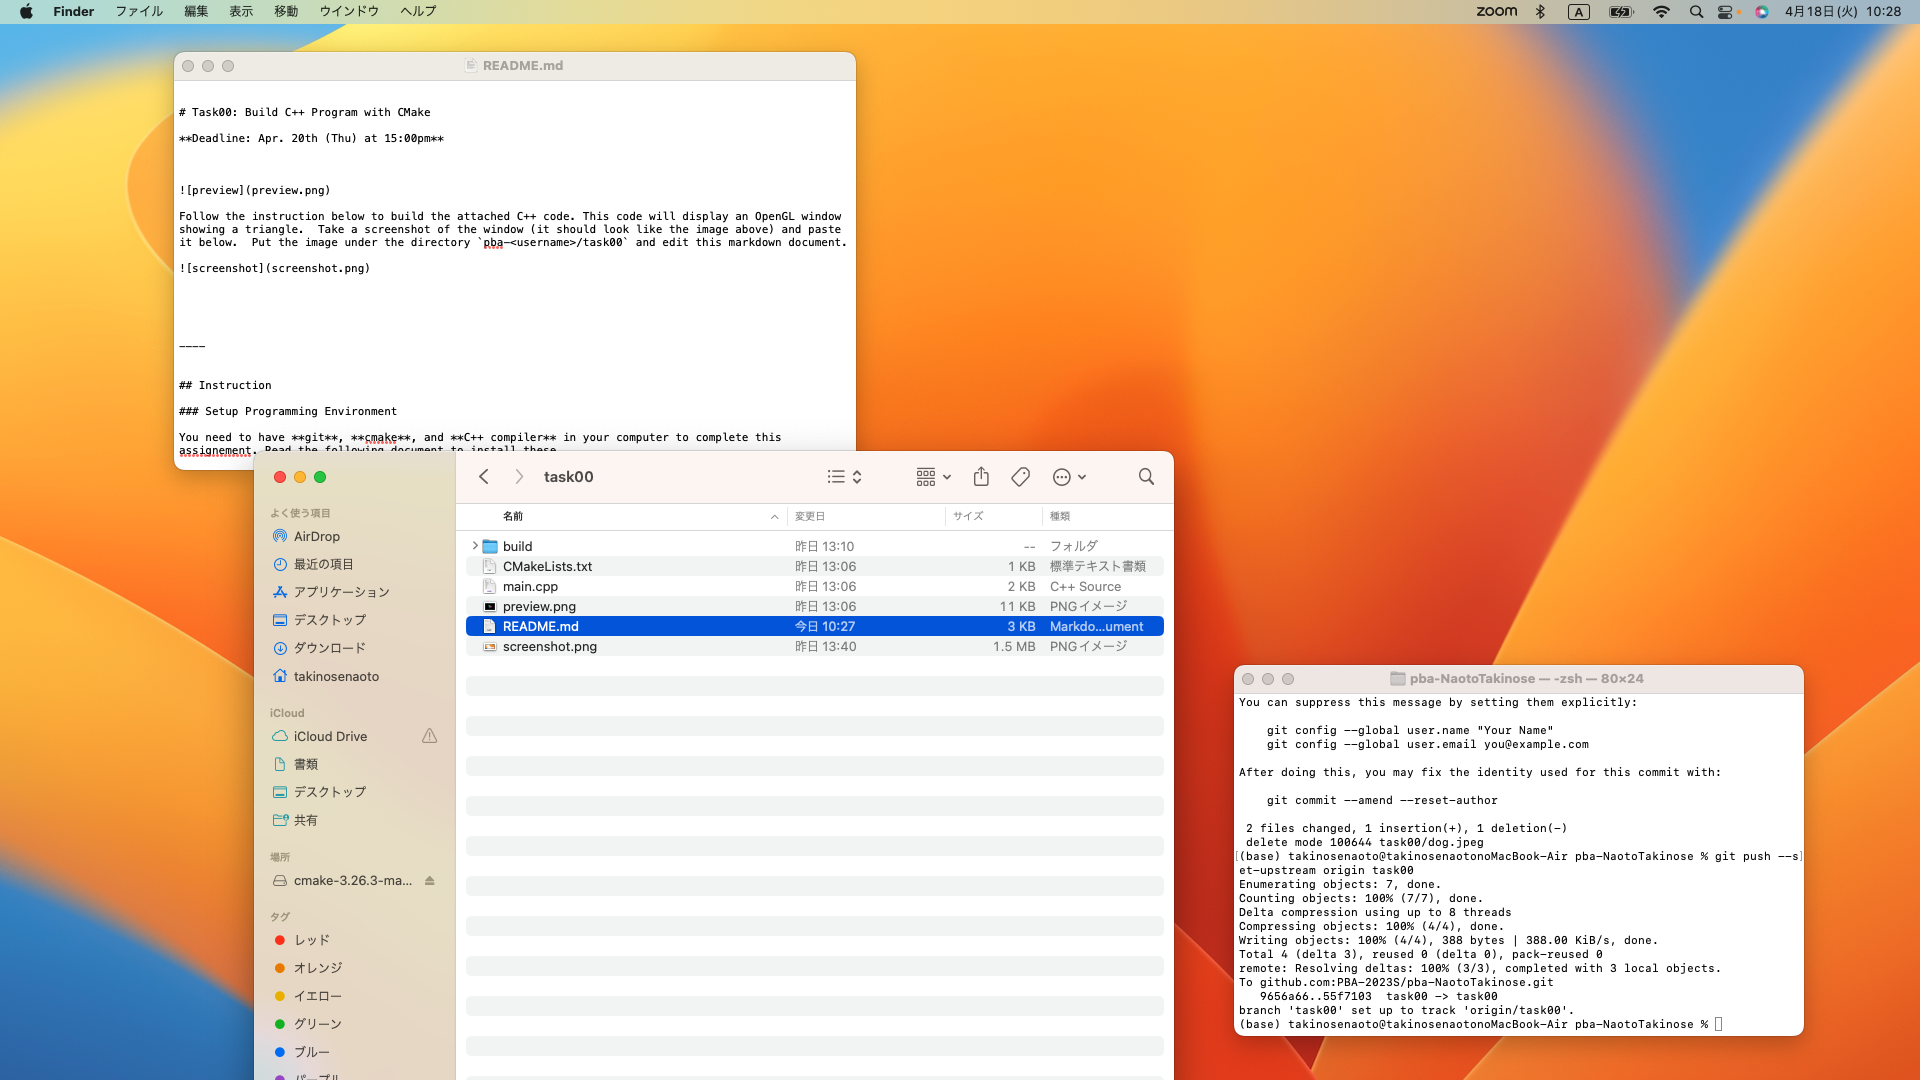 Finder ファイル 編集 表示 移動 ウインドウ ヘルプ
zoom A 4月18日(火) 10:28
README.md
# Task00: Build C++ Program with CMake
**Deadline: Apr. 20th (Thu) at 15:00pm**
![preview](preview.png)
Follow the instruction below to build the attached C++ code. This code will display an OpenGL window
showing a triangle.  Take a screenshot of the window (it should look like the image above) and paste
it below.  Put the image under the directory `pba-<username>/task00` and edit this markdown document.
![screenshot](screenshot.png)
----
## Instruction
### Setup Programming Environment
You need to have **git**, **cmake**, and **C++ compiler** in your computer to complete this
assignement. Read the following document to install these
task00
よく使う項目
AirDrop
最近の項目
アプリケーション
デスクトップ
ダウンロード
takinosenaoto
iCloud
iCloud Drive
書類
デスクトップ
共有
場所
cmake-3.26.3-ma...
タグ
レッド
オレンジ
イエロー
グリーン
ブルー
パープル
名前 変更日 サイズ 種類
build 昨日 13:10 -- フォルダ
CMakeLists.txt 昨日 13:06 1 KB 標準テキスト書類
main.cpp 昨日 13:06 2 KB C++ Source
preview.png 昨日 13:06 11 KB PNGイメージ
README.md 今日 10:27 3 KB Markdo...ument
screenshot.png 昨日 13:40 1.5 MB PNGイメージ
pba-NaotoTakinose — -zsh — 80×24
You can suppress this message by setting them explicitly:
git config --global user.name "Your Name"
git config --global user.email you@example.com
After doing this, you may fix the identity used for this commit with:
git commit --amend --reset-author
2 files changed, 1 insertion(+), 1 deletion(-)
delete mode 100644 task00/dog.jpeg
[(base) takinosenaoto@takinosenaotonoMacBook-Air pba-NaotoTakinose % git push --s]
et-upstream origin task00
Enumerating objects: 7, done.
Counting objects: 100% (7/7), done.
Delta compression using up to 8 threads
Compressing objects: 100% (4/4), done.
Writing objects: 100% (4/4), 388 bytes | 388.00 KiB/s, done.
Total 4 (delta 3), reused 0 (delta 0), pack-reused 0
remote: Resolving deltas: 100% (3/3), completed with 3 local objects.
To github.com:PBA-2023S/pba-NaotoTakinose.git
9656a66..55f7103  task00 -> task00
branch 'task00' set up to track 'origin/task00'.
(base) takinosenaoto@takinosenaotonoMacBook-Air pba-NaotoTakinose %